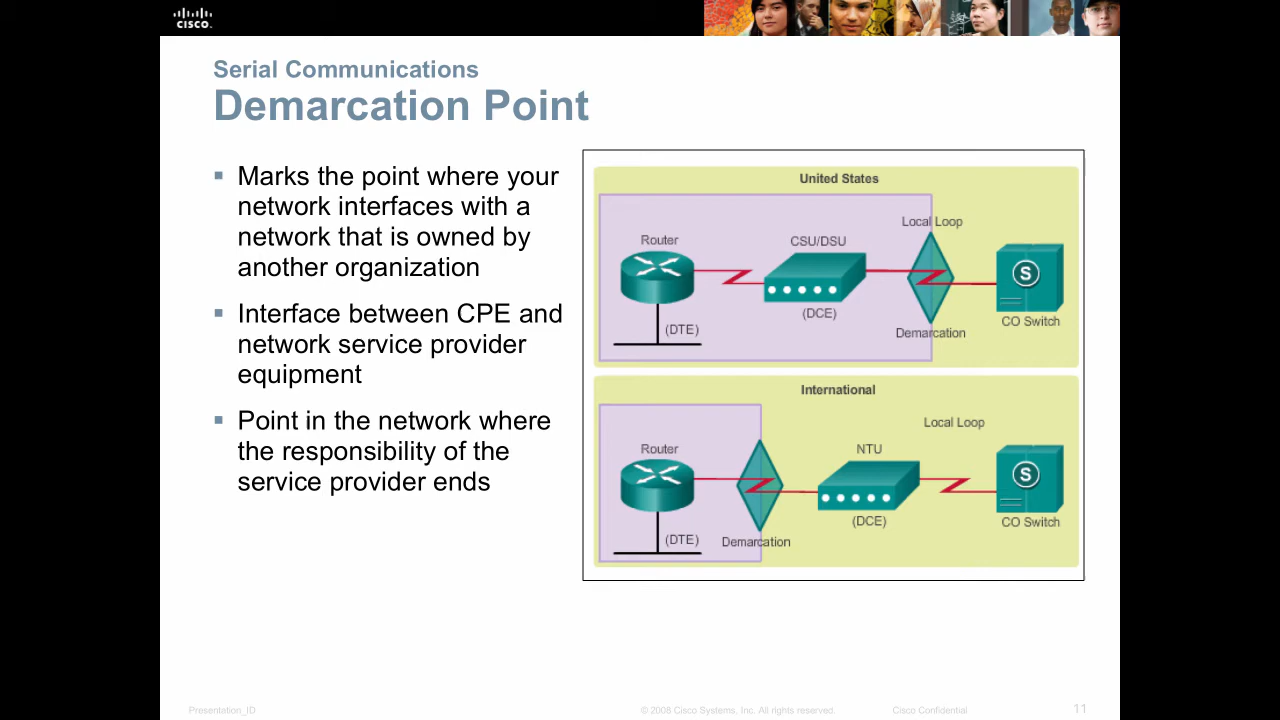 CISCO.
Serial Communications
Demarcation Point
Marks the point where your
network interfaces with a
network that is owned by
another organization
Interface between CPE and
network service provider
equipment
Point in the network where
the responsibility of the
service provider ends
United States
Local Loop
Router
CSU/DSU
S
(DTE)
(DCE)
CO Switch
Demarcation
International
Local Loop
Router
NTU
S
(DTE)
(DCE)
CO Switch
Demarcation
Presentation_ID
© 2008 Cisco Systems, Inc. All rights reserved.
Cisco Confidential
11